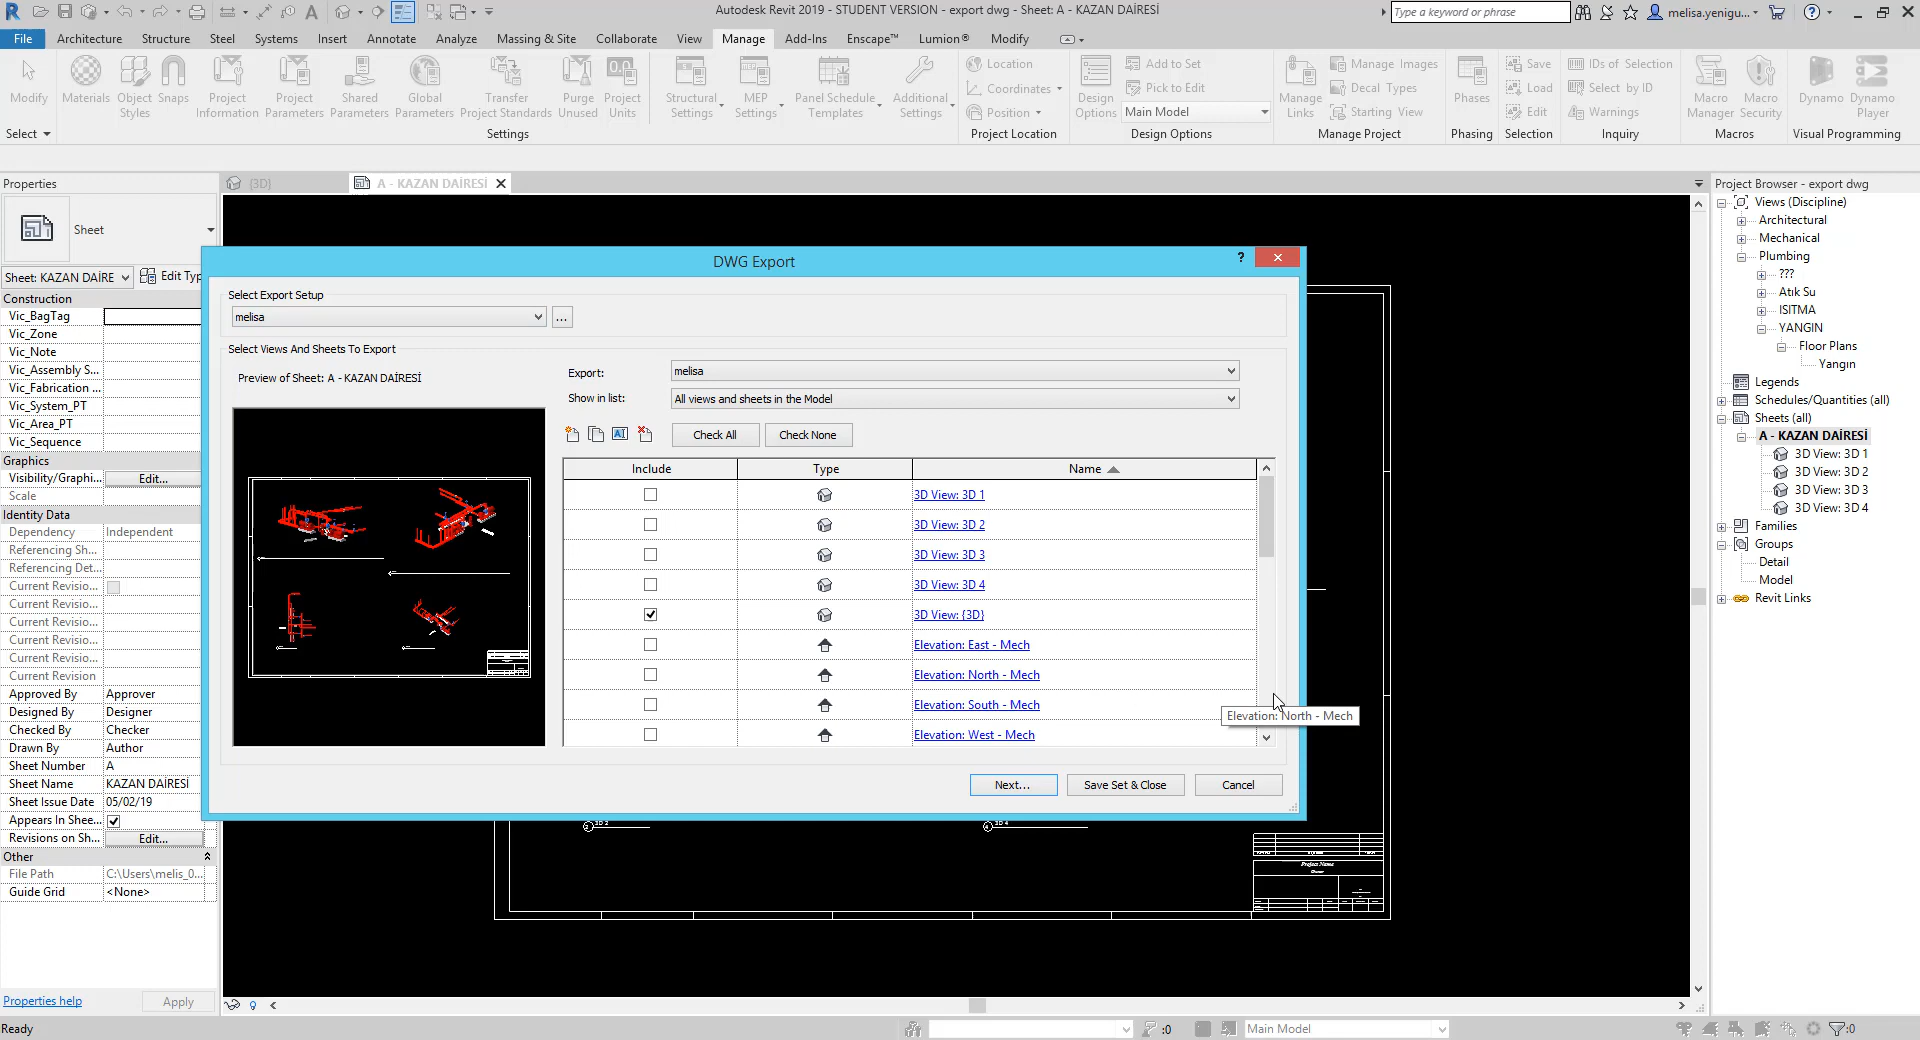 Autodesk Revit 2019 - STUDENT VERSION - export dwg - Sheet: A - KAZAN DAİRESİ
Type a keyword or phrase
melisa.yenigu...
File Architecture Structure Steel Systems Insert Annotate Analyze Massing & Site Collaborate View Manage Add-Ins Enscape™ Lumion® Modify
Modify
Materials
Object Styles
Snaps
Project Information
Project Parameters
Shared Parameters
Global Parameters
Transfer Project Standards
Purge Unused
Project Units
Structural Settings
MEP Settings
Panel Schedule Templates
Additional Settings
Location
Coordinates
Position
Design Options
Add to Set
Pick to Edit
Main Model
Manage Links
Manage Images
Decal Types
Starting View
Phases
Save
Load
Edit
IDs of Selection
Select by ID
Warnings
Macro Manager
Macro Security
Dynamo
Dynamo Player
Select
Settings
Project Location
Design Options
Manage Project
Phasing
Selection
Inquiry
Macros
Visual Programming
Properties
{3D}
A - KAZAN DAİRESİ
Sheet
Sheet: KAZAN DAİRE
Edit Typ
Construction
Vic_BagTag
Vic_Zone
Vic_Note
Vic_Assembly S...
Vic_Fabrication ...
Vic_System_PT
Vic_Area_PT
Vic_Sequence
Graphics
Visibility/Graphi... Edit...
Scale
Identity Data
Dependency Independent
Referencing Sh...
Referencing Det...
Current Revisio...
Current Revisio...
Current Revisio...
Current Revisio...
Current Revisio...
Current Revision
Approved By Approver
Designed By Designer
Checked By Checker
Drawn By Author
Sheet Number A
Sheet Name KAZAN DAİRESİ
Sheet Issue Date 05/02/19
Appears In Shee...
Revisions on Sh... Edit...
Other
File Path C:\Users\melis_0...
Guide Grid <None>
Properties help
Apply
DWG Export
?
Select Export Setup
melisa
...
Select Views And Sheets To Export
Preview of Sheet: A - KAZAN DAİRESİ
Export: melisa
Show in list: All views and sheets in the Model
Check All
Check None
Include Type Name
3D View: 3D 1
3D View: 3D 2
3D View: 3D 3
3D View: 3D 4
3D View: {3D}
Elevation: East - Mech
Elevation: North - Mech
Elevation: South - Mech
Elevation: West - Mech
Elevation: North - Mech
Next...
Save Set & Close
Cancel
3D 2
3D 4
Project Name
Owner
Project Browser - export dwg
Views (Discipline)
Architectural
Mechanical
Plumbing
???
Atık Su
ISITMA
YANGIN
Floor Plans
Yangın
Legends
Schedules/Quantities (all)
Sheets (all)
A - KAZAN DAİRESİ
3D View: 3D 1
3D View: 3D 2
3D View: 3D 3
3D View: 3D 4
Families
Groups
Detail
Model
Revit Links
Ready
:0
Main Model
:0